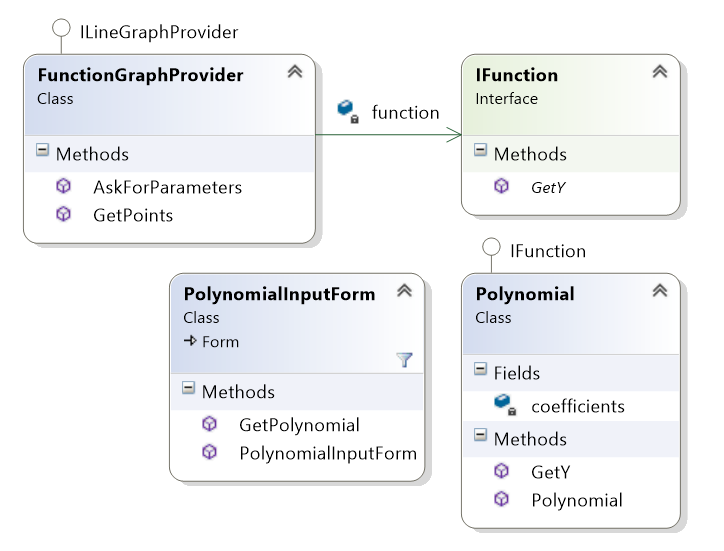 ILineGraphProvider
FunctionGraphProvider
Class
Methods
AskForParameters
GetPoints
function
IFunction
Interface
Methods
GetY
PolynomialInputForm
Class
Form
Methods
GetPolynomial
PolynomialInputForm
IFunction
Polynomial
Class
Fields
coefficients
Methods
GetY
Polynomial